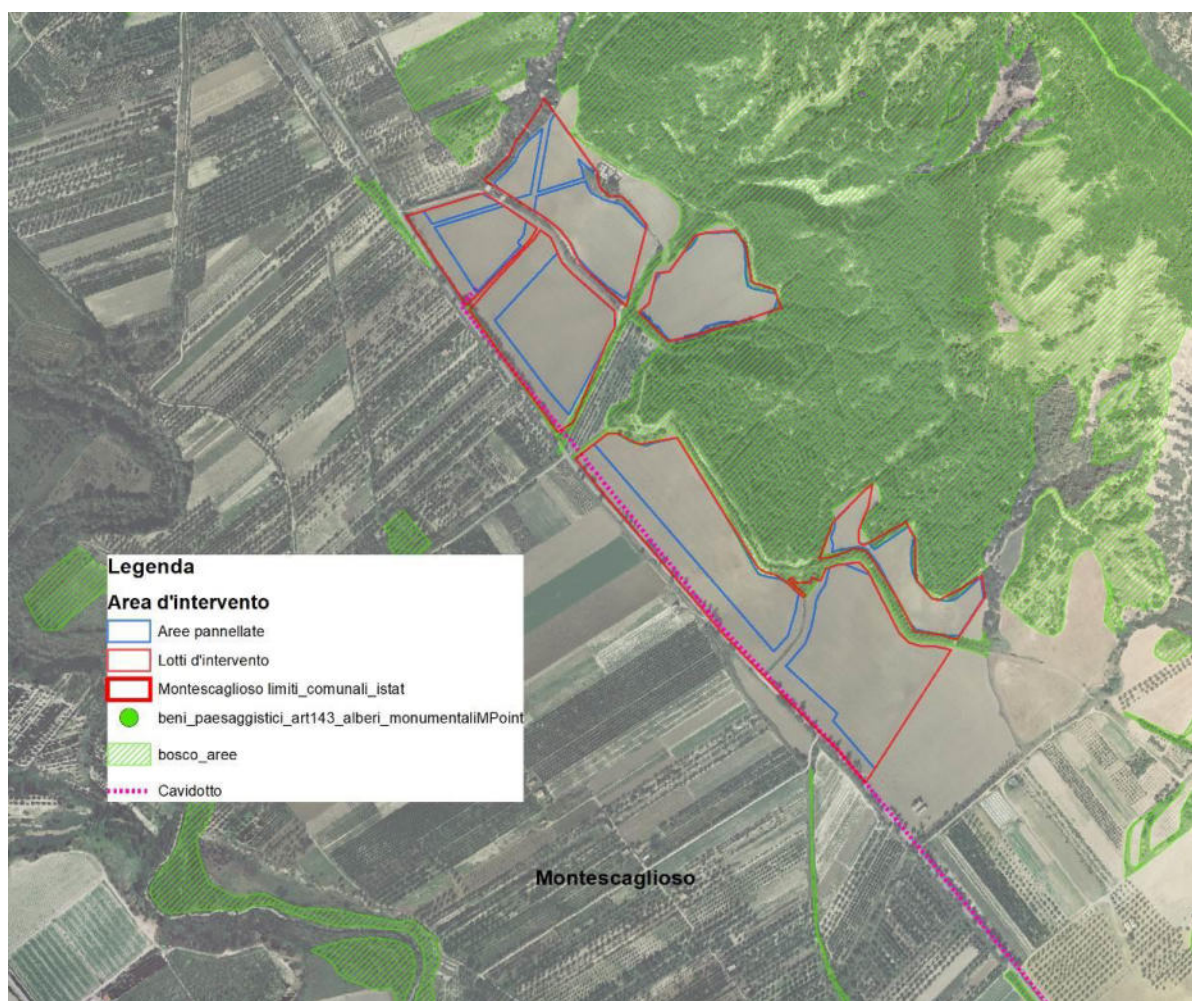 Legenda
Area d'intervento
Aree pannellate
Lotti d'intervento
Montescaglioso limiti_comunali_istat
beni_paesaggistici_art143_alberi_monumentaliMPoint
bosco_aree
Cavidotto
Montescaglioso